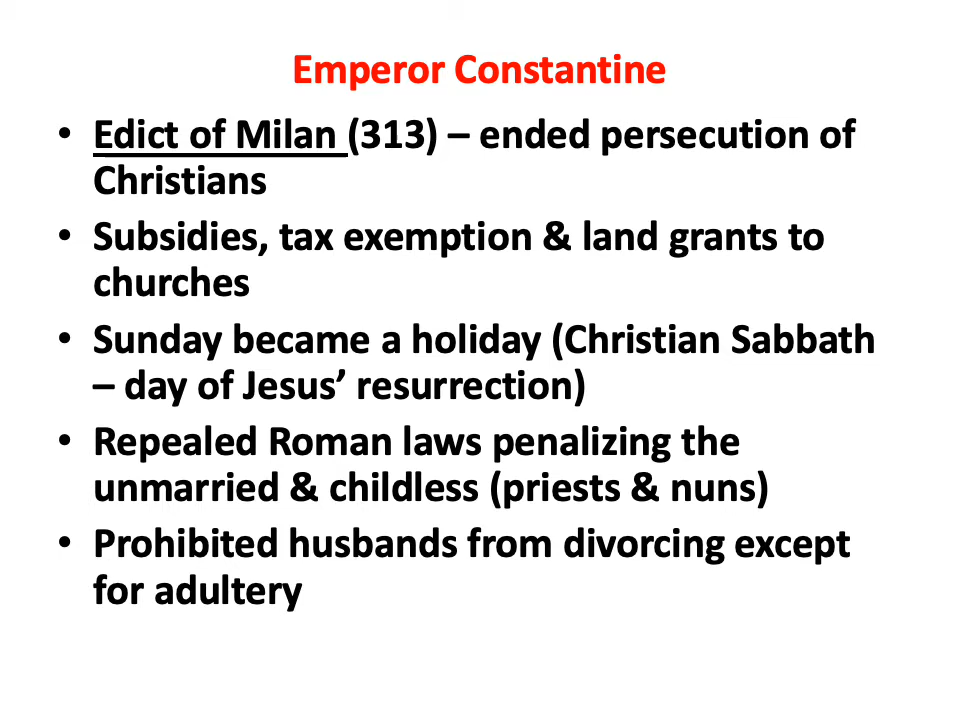 Emperor Constantine
• Edict of Milan (313) – ended persecution of
Christians
• Subsidies, tax exemption & land grants to
churches
• Sunday became a holiday (Christian Sabbath
– day of Jesus’ resurrection)
• Repealed Roman laws penalizing the
unmarried & childless (priests & nuns)
• Prohibited husbands from divorcing except
for adultery